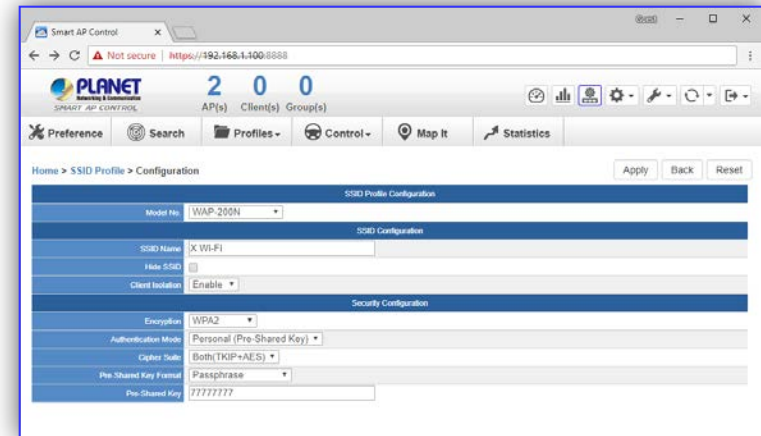 Smart AP Control
Not secure | https://192.168.1.100:8888
PLANET
Networking & Communication
SMART AP CONTROL
2 0 0
AP(s) Client(s) Group(s)
Preference Search Profiles Control Map It Statistics
Home > SSID Profile > Configuration
Apply Back Reset
SSID Profile Configuration
Model No. WAP-200N
SSID Configuration
SSID Name X WI-FI
Hide SSID
Client Isolation Enable
Security Configuration
Encryption WPA2
Authentication Mode Personal (Pre-Shared Key)
Cipher Suite Both(TKIP+AES)
Pre-Shared Key Format Passphrase
Pre-Shared Key 77777777